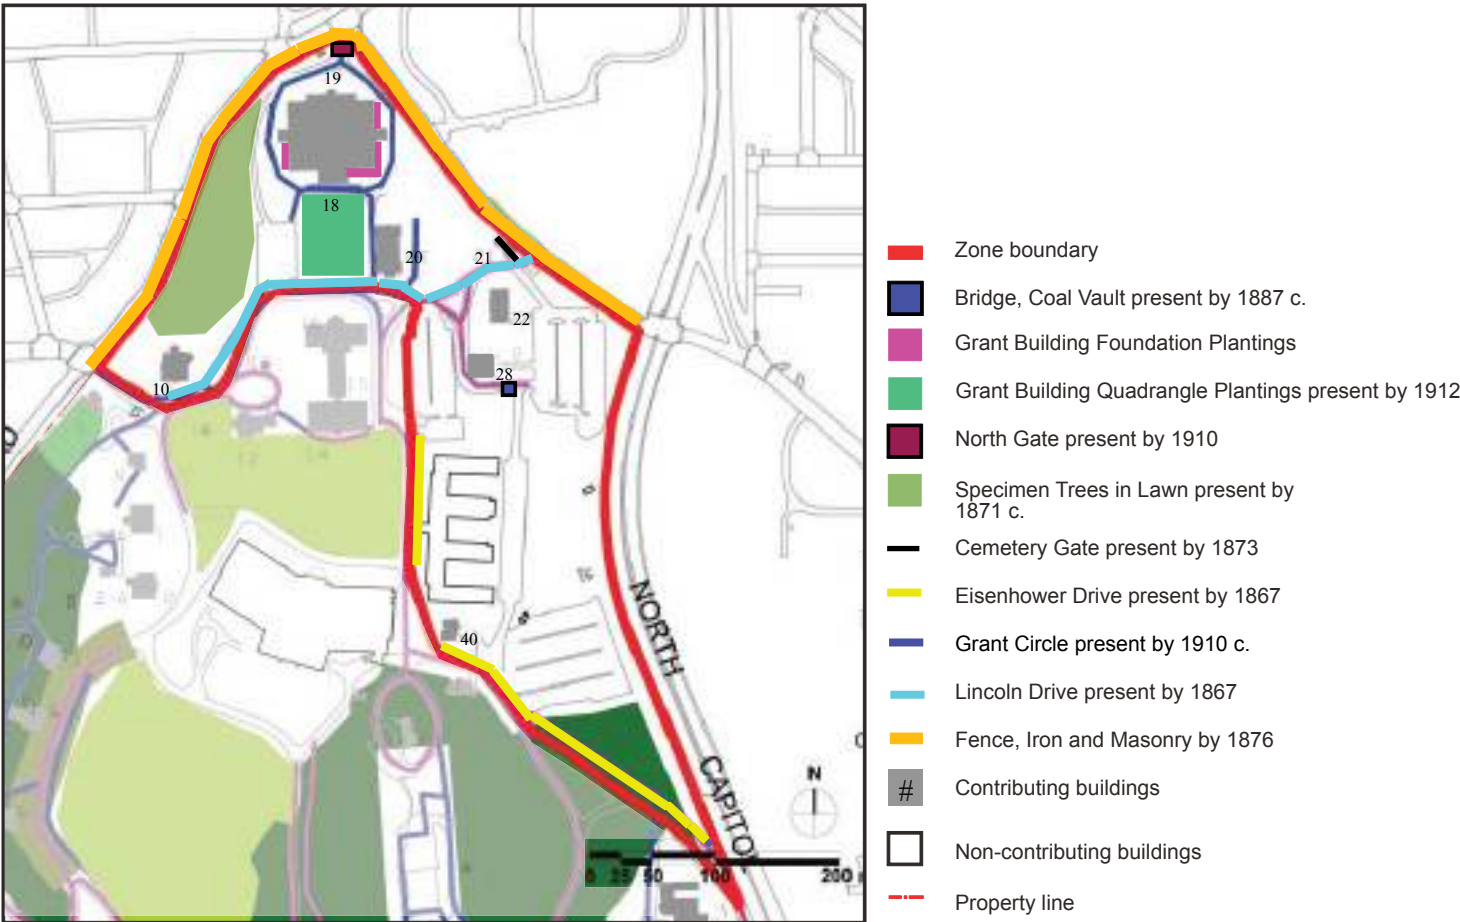 19
18
20
21
22
10
28
40
NORTH
CAPITOL
N
0 25 50 100 200
Zone boundary
Bridge, Coal Vault present by 1887 c.
Grant Building Foundation Plantings
Grant Building Quadrangle Plantings present by 1912
North Gate present by 1910
Specimen Trees in Lawn present by
1871 c.
Cemetery Gate present by 1873
Eisenhower Drive present by 1867
Grant Circle present by 1910 c.
Lincoln Drive present by 1867
Fence, Iron and Masonry by 1876
# Contributing buildings
Non-contributing buildings
Property line